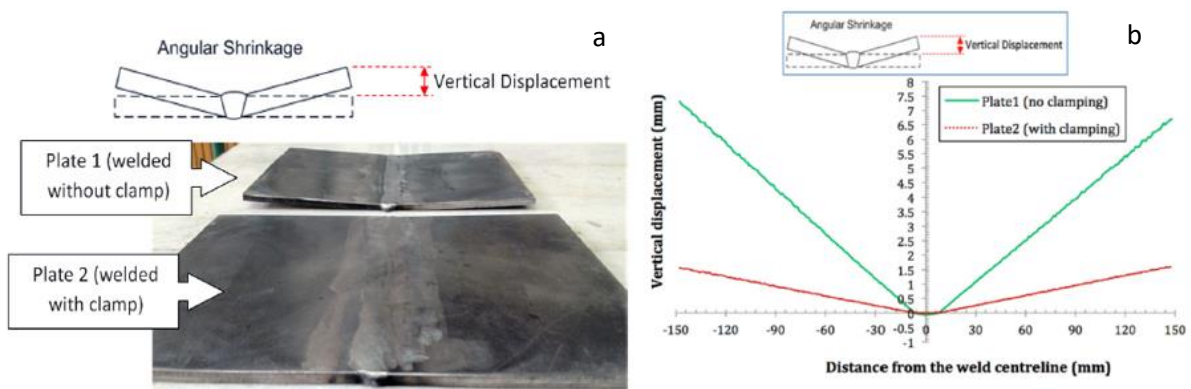 a
Angular Shrinkage
Vertical Displacement
Plate 1 (welded
without clamp)
Plate 2 (welded
with clamp)
b
Angular Shrinkage
Vertical Displacement
Vertical displacement (mm)
8
7.5
7
6.5
6
5.5
5
4.5
4
3.5
3
2.5
2
1.5
1
0.5
0
-0.5
-1
Plate1 (no clamping)
Plate2 (with clamping)
-150 -120 -90 -60 -30 0 30 60 90 120 150
Distance from the weld centreline (mm)